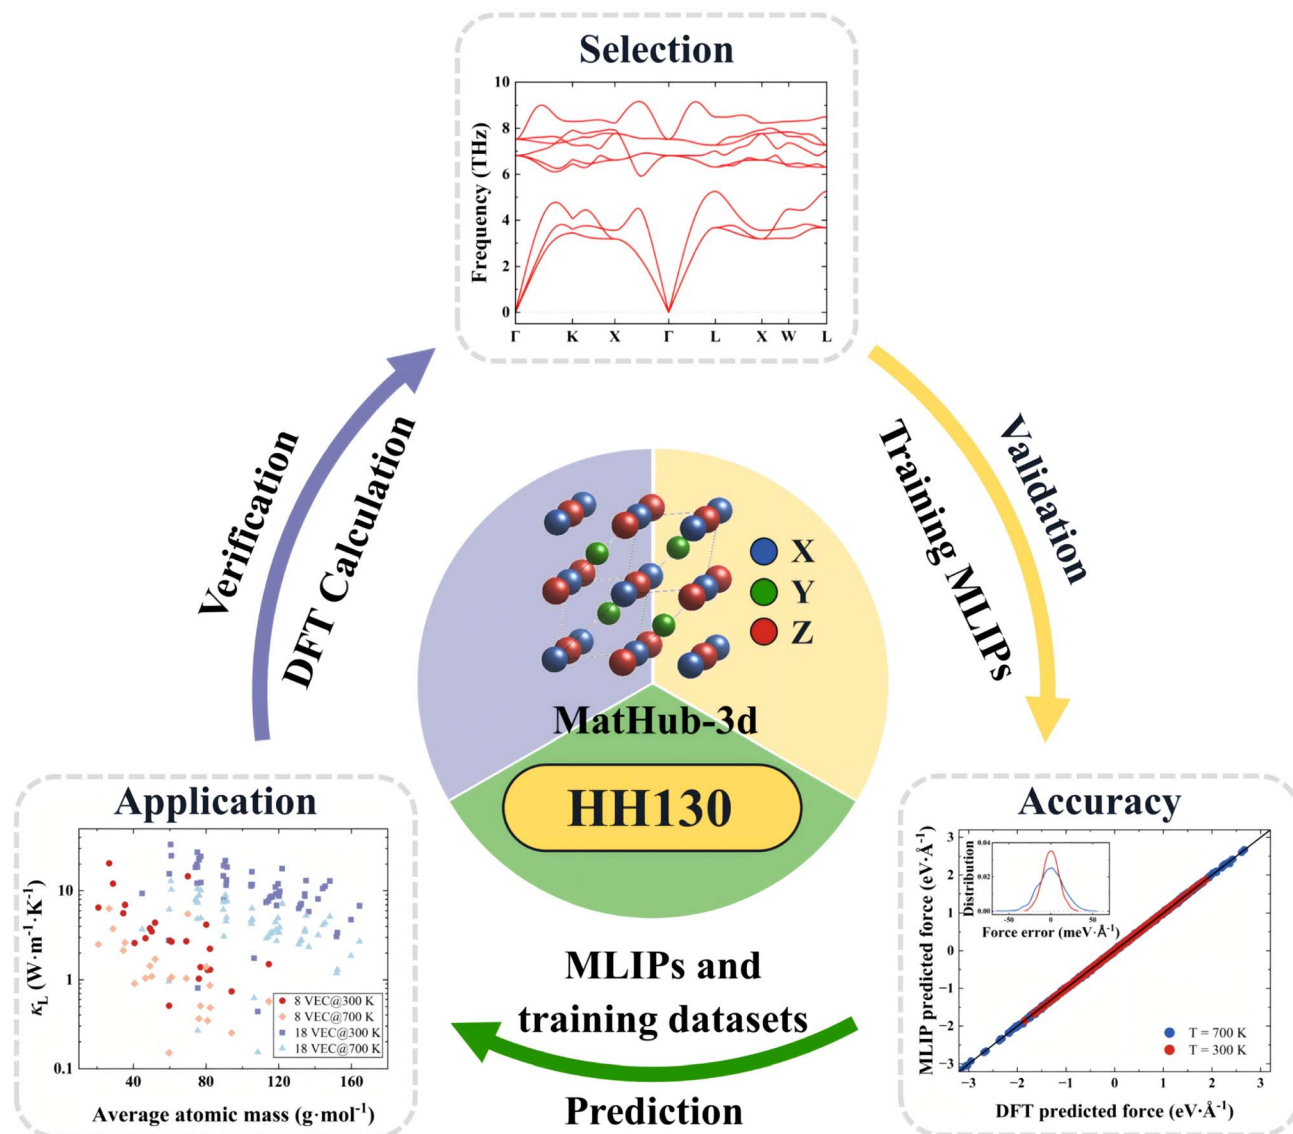 Selection
10
8
6
4
2
0
Frequency (THz)
Γ K X Γ L X W L
Verification
DFT Calculation
Training MLIPs
Validation
X
Y
Z
MatHub-3d
HH130
Application
10
1
0.1
κL (W·m⁻¹·K⁻¹)
8 VEC@300 K
8 VEC@700 K
18 VEC@300 K
18 VEC@700 K
40 80 120 160
Average atomic mass (g·mol⁻¹)
MLIPs and
training datasets
Prediction
Accuracy
3
2
1
0
−1
−2
−3
MLIP predicted force (eV·Å⁻¹)
0.04
0.02
0.00
Distribution
-50 0 50
Force error (meV·Å⁻¹)
T = 700 K
T = 300 K
−3 −2 −1 0 1 2 3
DFT predicted force (eV·Å⁻¹)